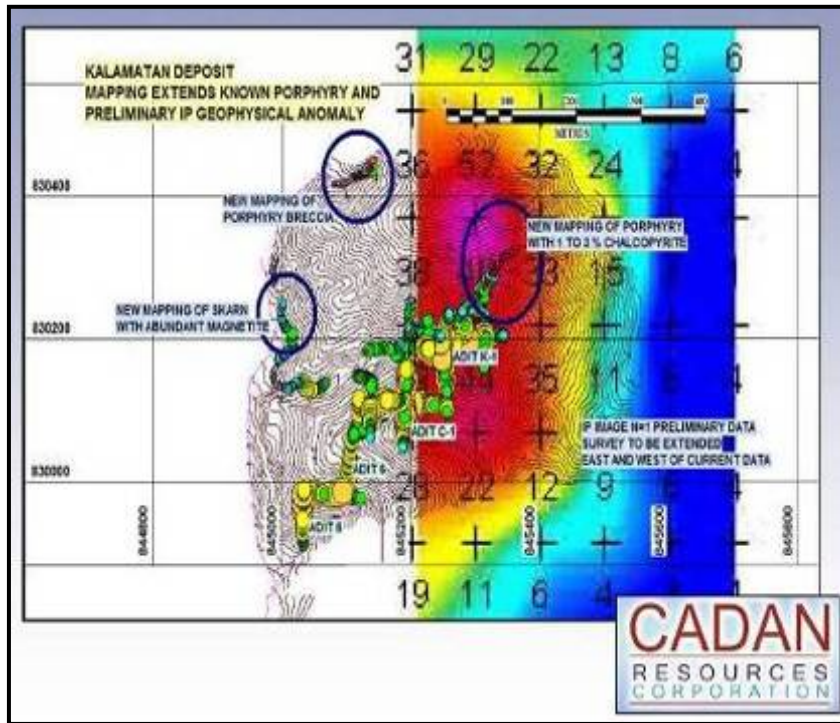 KALAMATAN DEPOSIT
MAPPING EXTENDS KNOWN PORPHYRY AND
PRELIMINARY IP GEOPHYSICAL ANOMALY
31 29 22 13 8 6
METRES
36 52 32 24
830400
NEW MAPPING OF
PORPHYRY BRECCIA
NEW MAPPING OF PORPHYRY
WITH 1 TO 3 % CHALCOPYRITE
NEW MAPPING OF SKARN
WITH ABUNDANT MAGNETITE
33 15
830200
ADIT K-1
35 11
ADIT C-1
IP IMAGE N=1 PRELIMINARY DATA
SURVEY TO BE EXTENDED
EAST AND WEST OF CURRENT DATA
ADIT 6
830000
22 12 9 6
ADIT 8
844800
845000
845200
845400
845600
845800
19 11 6 4
CADAN
RESOURCES
CORPORATION